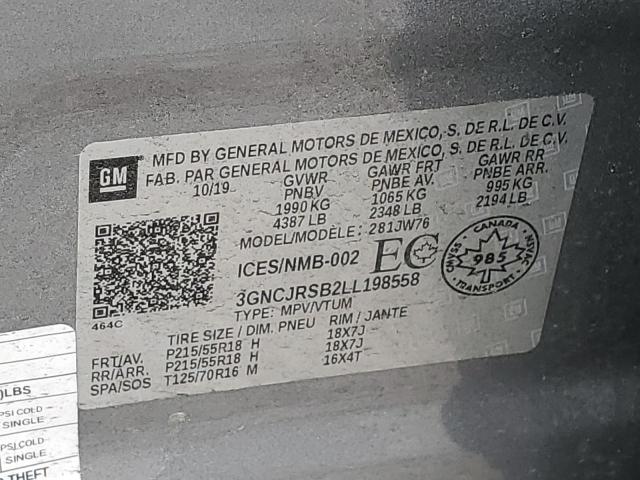 GM
MFD BY GENERAL MOTORS DE MEXICO, S. DE R.L. DE C.V.
FAB. PAR GENERAL MOTORS DE MEXICO, S. DE R.L. DE C.V.
10/19 GVWR GAWR FRT GAWR RR
PNBV PNBE AV. PNBE ARR.
1990 KG 1065 KG 995 KG
4387 LB 2348 LB 2194 LB
MODEL/MODÈLE: 281JW76
ICES/NMB-002 EC
CANADA
985
TRANSPORT
3GNCJRSB2LL198558
TYPE: MPV/VTUM
464C
TIRE SIZE / DIM. PNEU RIM / JANTE
FRT/AV. P215/55R18 H 18X7J
RR/ARR. P215/55R18 H 18X7J
SPA/SOS T125/70R16 M 16X4T
LBS
PSI COLD
SINGLE
PSI COLD
SINGLE
THEFT